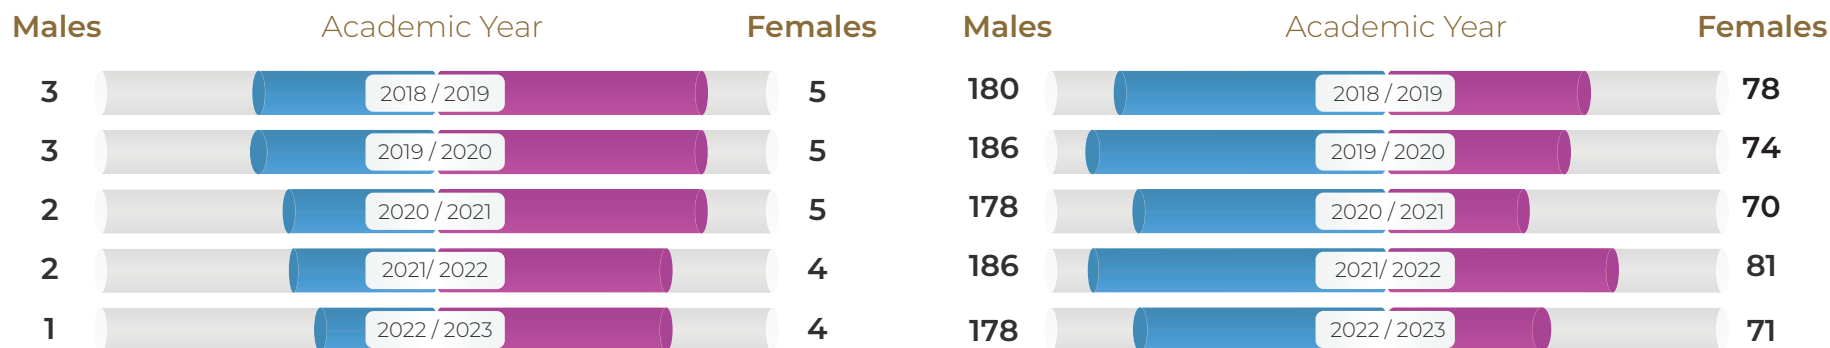 Males Academic Year Females
3 2018 / 2019 5
3 2019 / 2020 5
2 2020 / 2021 5
2 2021/ 2022 4
1 2022 / 2023 4
Males Academic Year Females
180 2018 / 2019 78
186 2019 / 2020 74
178 2020 / 2021 70
186 2021/ 2022 81
178 2022 / 2023 71